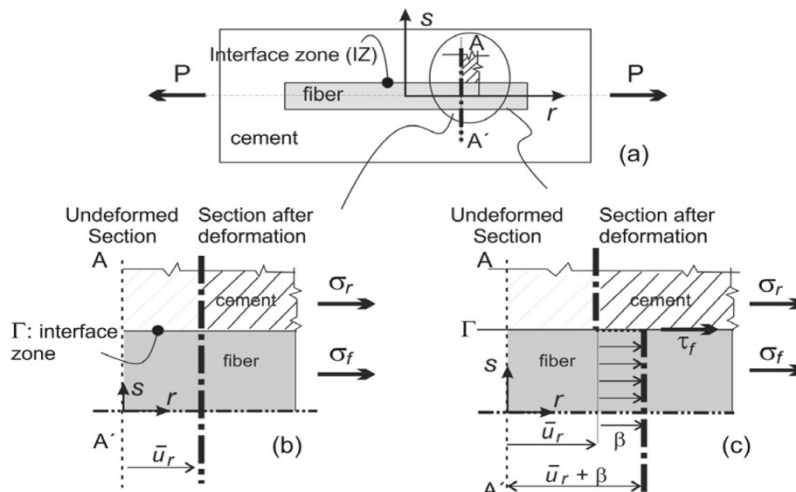 s
Interface zone (IZ)
A
P
P
fiber
r
cement
A´
(a)
Undeformed Section after
Section deformation
A
cement
σr
Γ: interface
zone
fiber
σf
s
r
A´
(b)
ūr
Undeformed Section after
Section deformation
A
cement
σr
Γ
τf
fiber
σf
s
r
ūr
β
(c)
ūr + β
A´